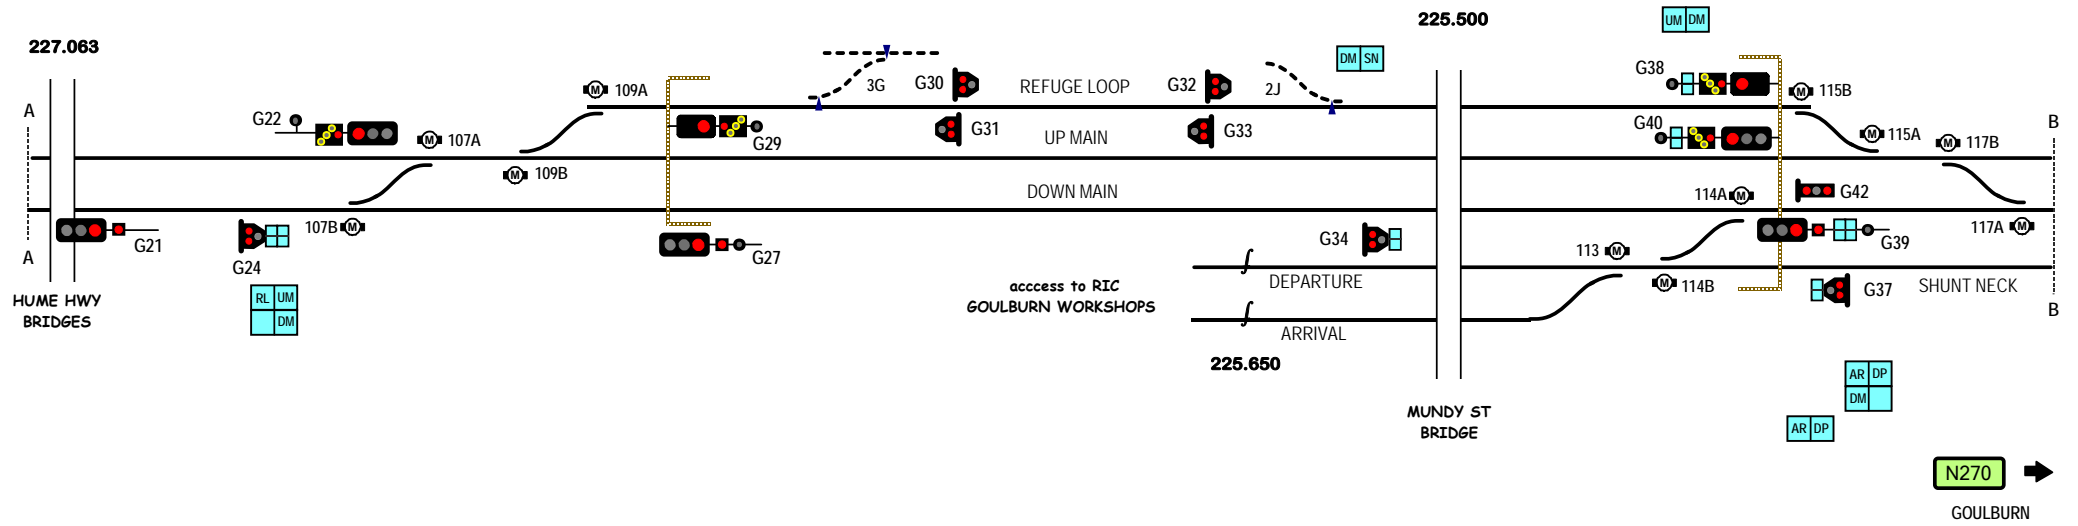 225.500
UM DM
227.063
DM SN
G38
109A
3G
G30
REFUGE LOOP
G32
2J
115B
A
G22
107A
G31
UP MAIN
G33
G40
115A
117B
B
G29
109B
DOWN MAIN
114A
G42
G21
107B
G24
G27
G34
113
G39
117A
A
HUME HWY
BRIDGES
RL UM
DM
acccess to RIC
GOULBURN WORKSHOPS
DEPARTURE
114B
G37
SHUNT NECK
B
ARRIVAL
225.650
AR DP
DM
MUNDY ST
BRIDGE
AR DP
N270
GOULBURN
M
M
M
M
M
M
M
M
M
M
M
M